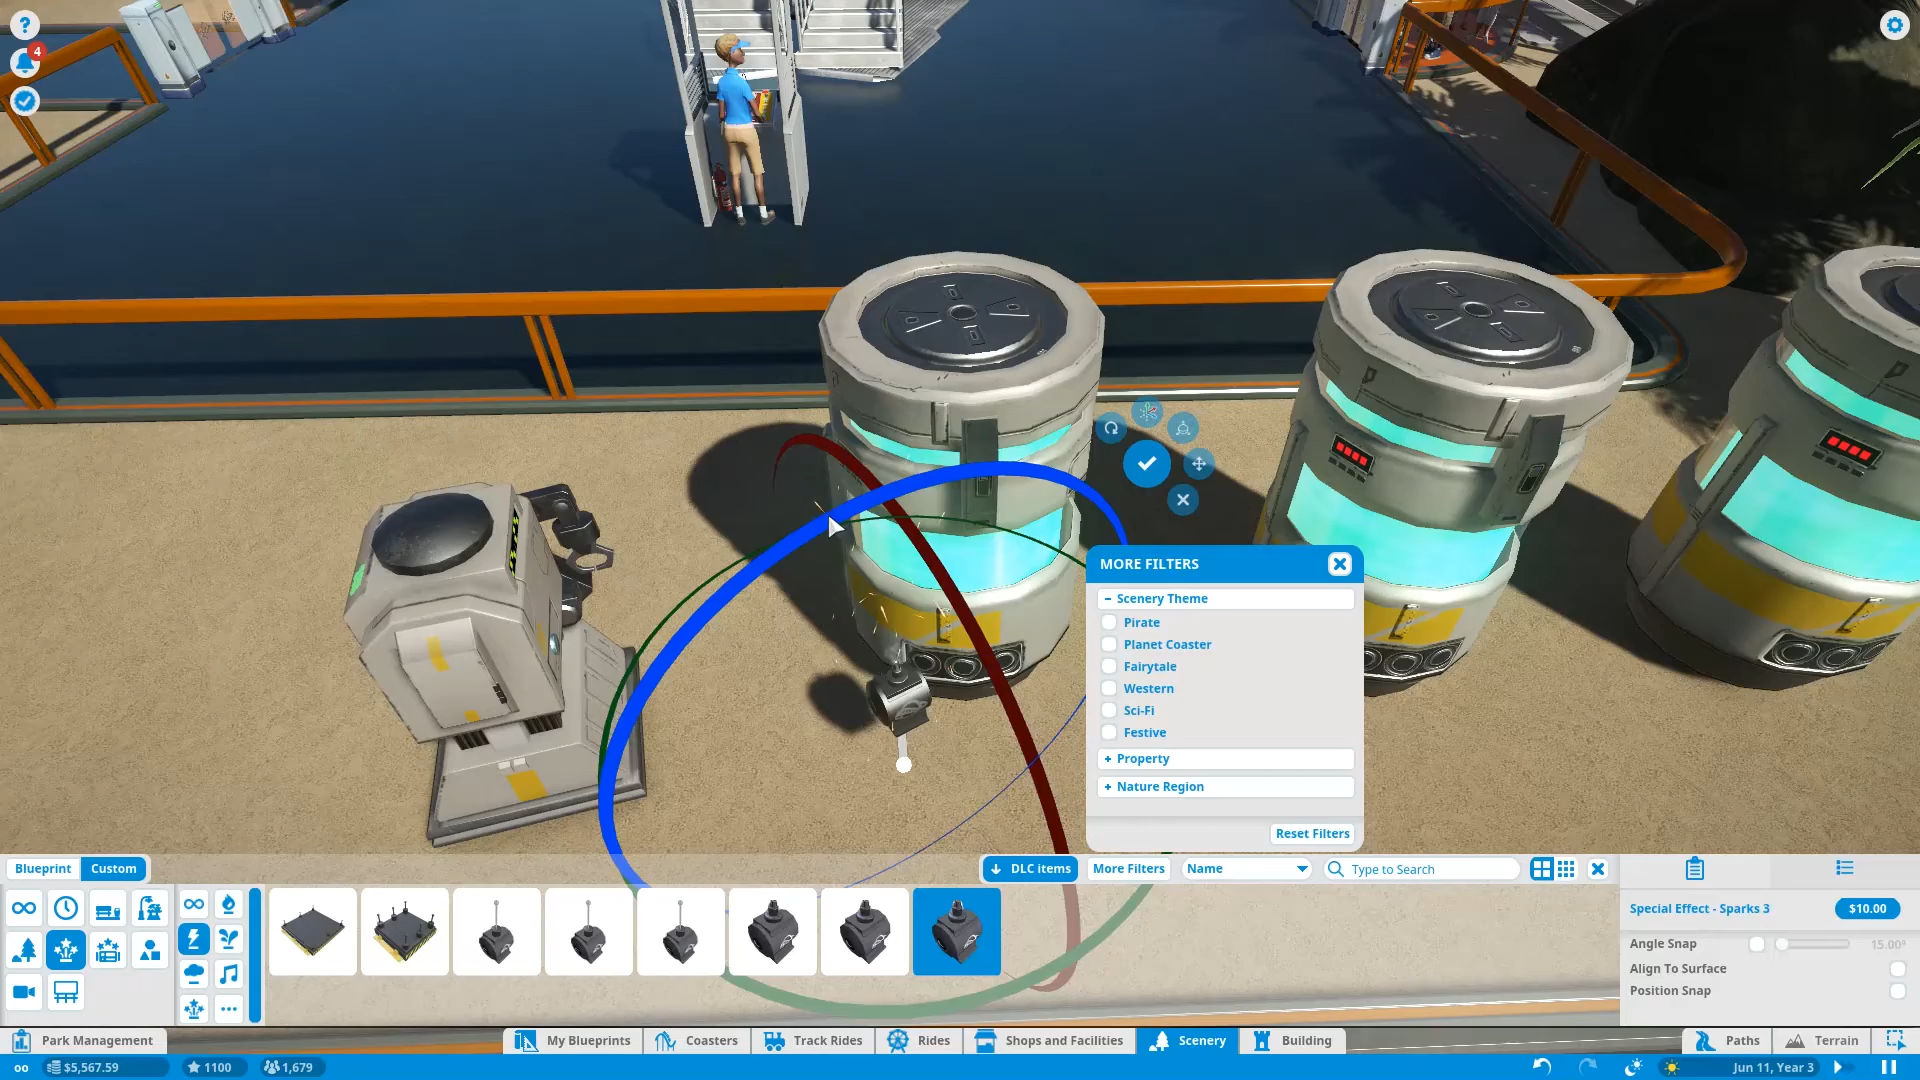 ?
4
MORE FILTERS
− Scenery Theme
Pirate
Planet Coaster
Fairytale
Western
Sci-Fi
Festive
+ Property
+ Nature Region
Reset Filters
Blueprint
Custom
DLC items
More Filters
Name
Type to Search
Special Effect - Sparks 3
$10.00
Angle Snap
15.00°
Align To Surface
Position Snap
Park Management
My Blueprints
Coasters
Track Rides
Rides
Shops and Facilities
Scenery
Building
Paths
Terrain
$5,567.59
1100
1,679
Jun 11, Year 3